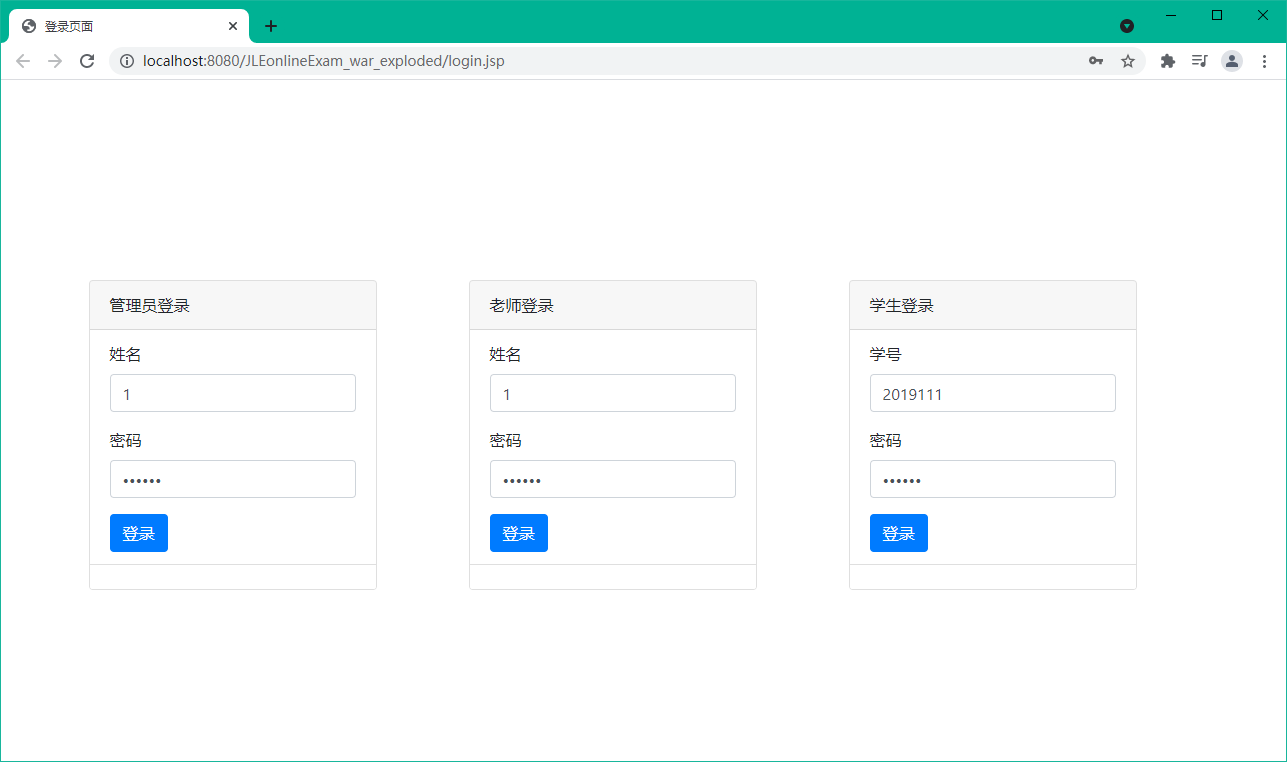 登录页面
localhost:8080/JLEonlineExam_war_exploded/login.jsp
管理员登录
姓名
1
密码
••••••
登录
老师登录
姓名
1
密码
••••••
登录
学生登录
学号
2019111
密码
••••••
登录